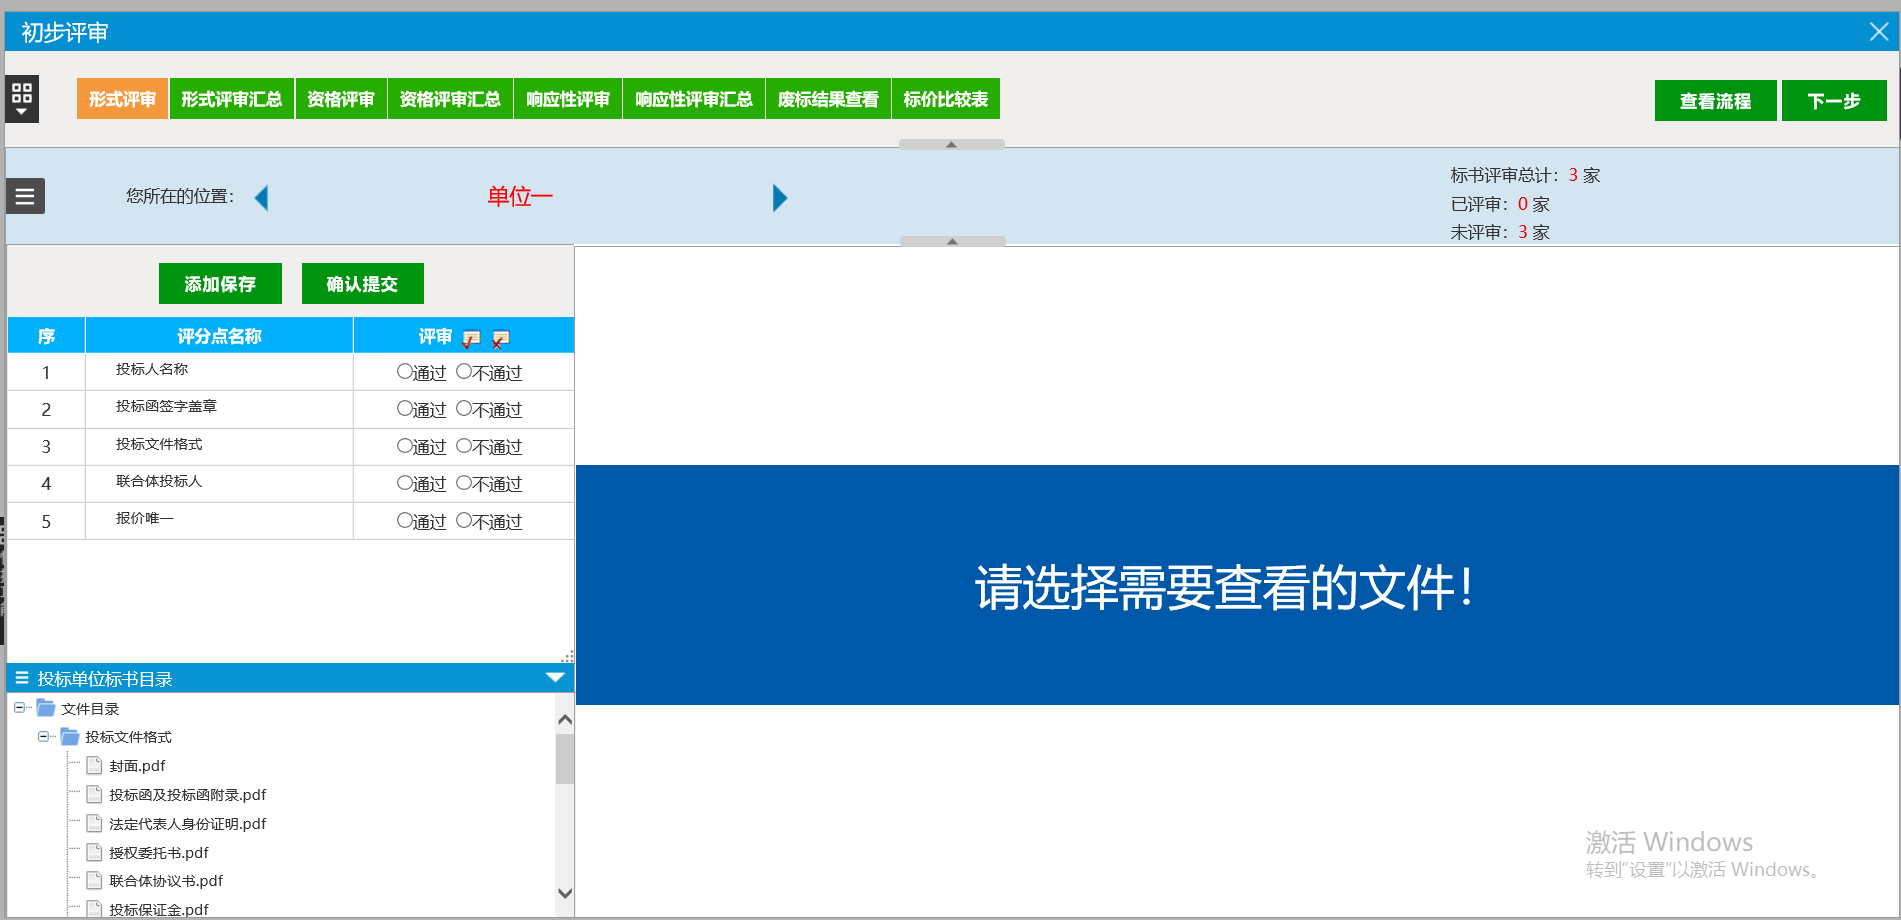 初步评审
形式评审 形式评审汇总 资格评审 资格评审汇总 响应性评审 响应性评审汇总 废标结果查看 标价比较表 查看流程 下一步
您所在的位置： 单位一
标书评审总计：3 家
已评审：0 家
未评审：3 家
添加保存 确认提交
序 评分点名称 评审
1 投标人名称 通过 不通过
2 投标函签字盖章 通过 不通过
3 投标文件格式 通过 不通过
4 联合体投标人 通过 不通过
5 报价唯一 通过 不通过
请选择需要查看的文件!
投标单位标书目录
文件目录
投标文件格式
封面.pdf
投标函及投标函附录.pdf
法定代表人身份证明.pdf
授权委托书.pdf
联合体协议书.pdf
投标保证金.pdf
激活 Windows
转到“设置”以激活 Windows。